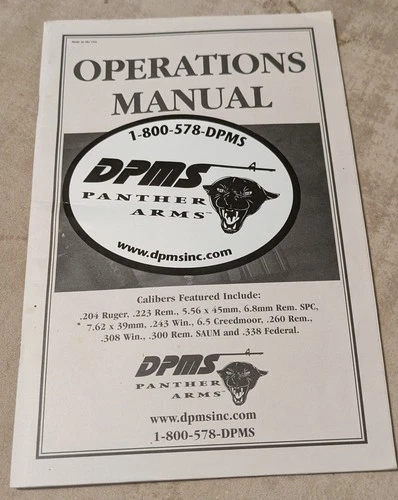 OPERATIONS
MANUAL
1-800-578-DPMS
DPMS
PANTHER
ARMS™
www.dpmsinc.com
Calibers Featured Include:
.204 Ruger, .223 Rem., 5.56 x 45mm, 6.8mm Rem. SPC,
* 7.62 x 39mm, .243 Win., 6.5 Creedmoor, .260 Rem.,
.308 Win., .300 Rem. SAUM and .338 Federal.
DPMS
PANTHER
ARMS
www.dpmsinc.com
1-800-578-DPMS